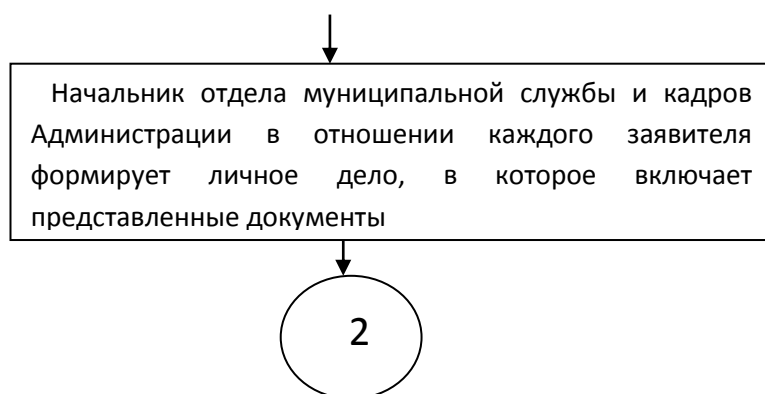 Начальник отдела муниципальной службы и кадров
Администрации в отношении каждого заявителя
формирует личное дело, в которое включает
представленные документы
2